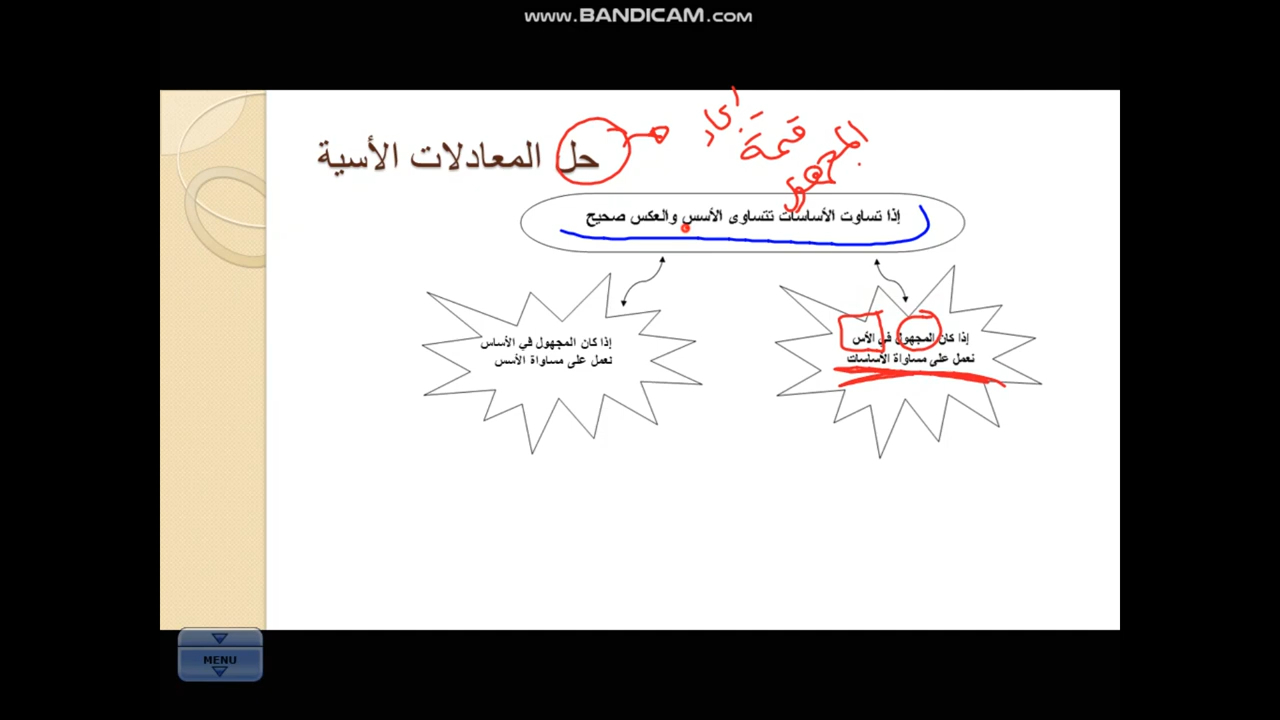 www.BANDICAM.com
حل المعادلات الأسية
ايجاد
قيمة
المجهول
إذا تساوت الأساسات تتساوى الأسس والعكس صحيح
إذا كان المجهول في الأس
نعمل على مساواة الأساسات
إذا كان المجهول في الأساس
نعمل على مساواة الأسس
MENU